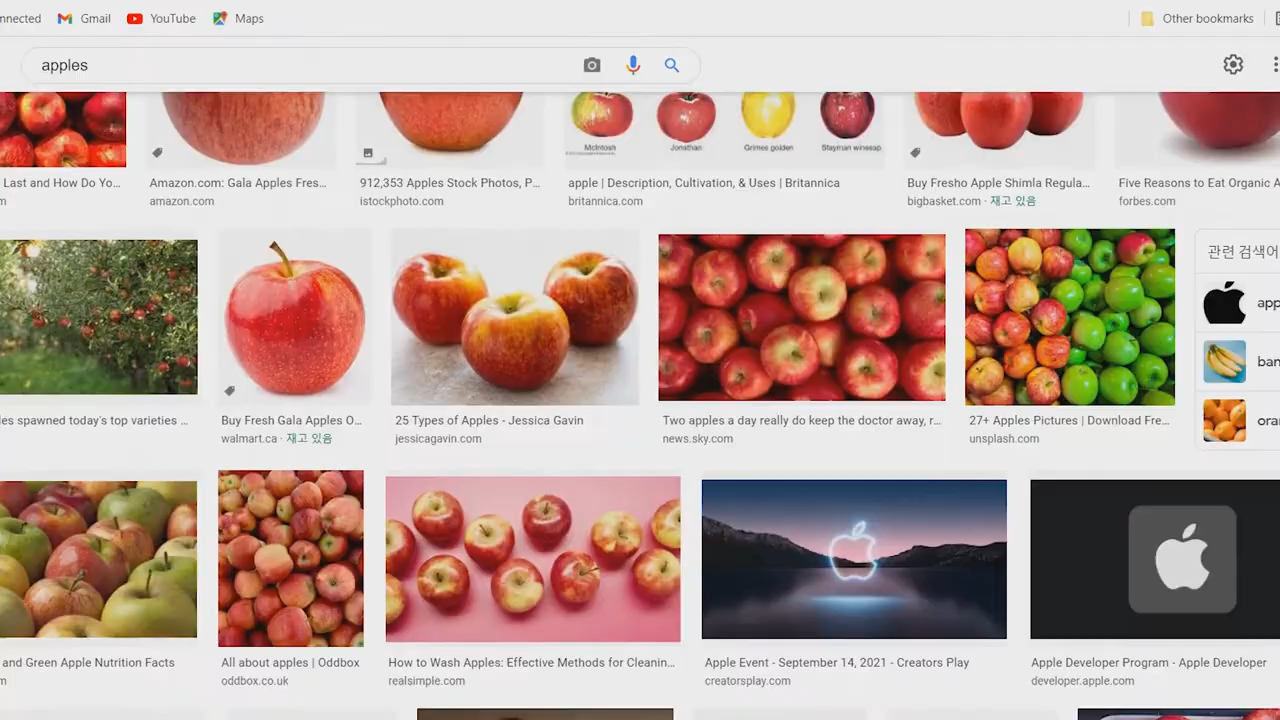 nnected Gmail YouTube Maps Other bookmarks
apples
McIntosh Jonathan Grimes golden Stayman winesap
Last and How Do Yo... Amazon.com: Gala Apples Fres... 912,353 Apples Stock Photos, P... apple | Description, Cultivation, & Uses | Britannica Buy Fresho Apple Shimla Regula... Five Reasons to Eat Organic A
m amazon.com istockphoto.com britannica.com bigbasket.com · 재고 있음 forbes.com
관련 검색어
app
ban
oran
les spawned today's top varieties ... Buy Fresh Gala Apples O... 25 Types of Apples - Jessica Gavin Two apples a day really do keep the doctor away, r... 27+ Apples Pictures | Download Fre...
walmart.ca · 재고 있음 jessicagavin.com news.sky.com unsplash.com
and Green Apple Nutrition Facts All about apples | Oddbox How to Wash Apples: Effective Methods for Cleanin... Apple Event - September 14, 2021 - Creators Play Apple Developer Program - Apple Developer
m oddbox.co.uk realsimple.com creatorsplay.com developer.apple.com